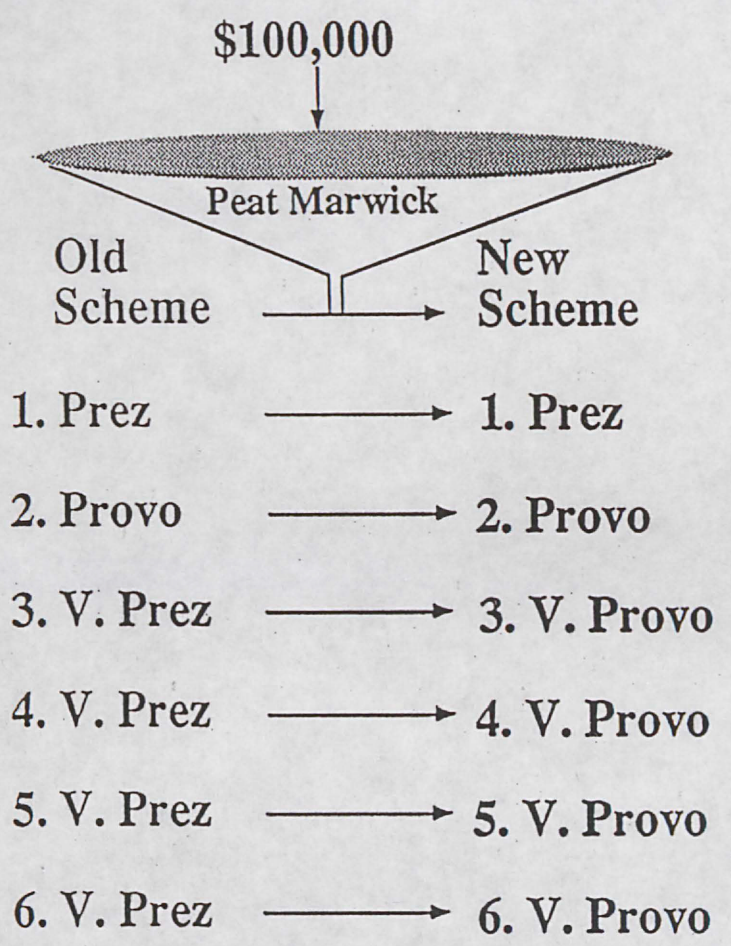 $100,000
Peat Marwick
Old Scheme
New Scheme
1. Prez
1. Prez
2. Provo
2. Provo
3. V. Prez
3. V. Provo
4. V. Prez
4. V. Provo
5. V. Prez
5. V. Provo
6. V. Prez
6. V. Provo